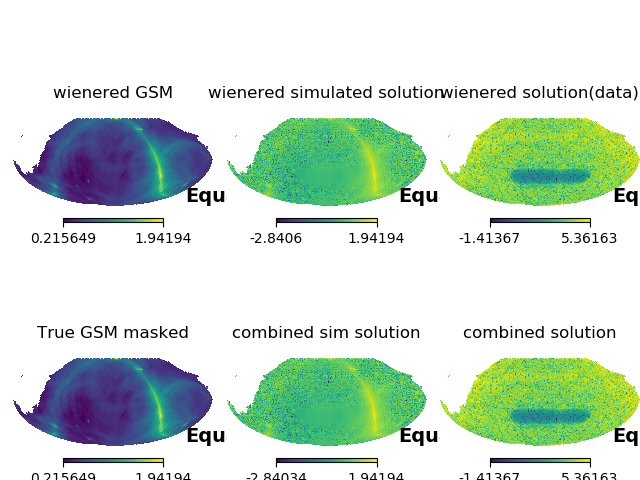 wienered GSM
wienered simulated solution
wienered solution(data)
Equ
Equ
Eq
0.215649 1.94194
-2.8406 1.94194
-1.41367 5.36163
True GSM masked
combined sim solution
combined solution
Equ
Equ
Eq
0.215649 1.94194
-2.84034 1.94194
-1.41367 5.36163